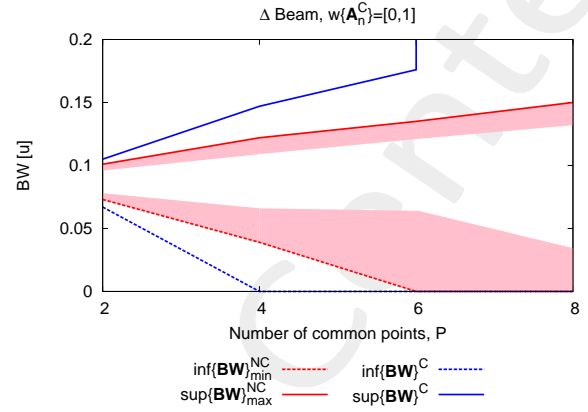 Δ Beam, w{A_n^C}=[0,1]
BW [u]
0.2
0.15
0.1
0.05
0
2 4 6 8
Number of common points, P
inf{BW}_min^NC inf{BW}^C
sup{BW}_max^NC sup{BW}^C